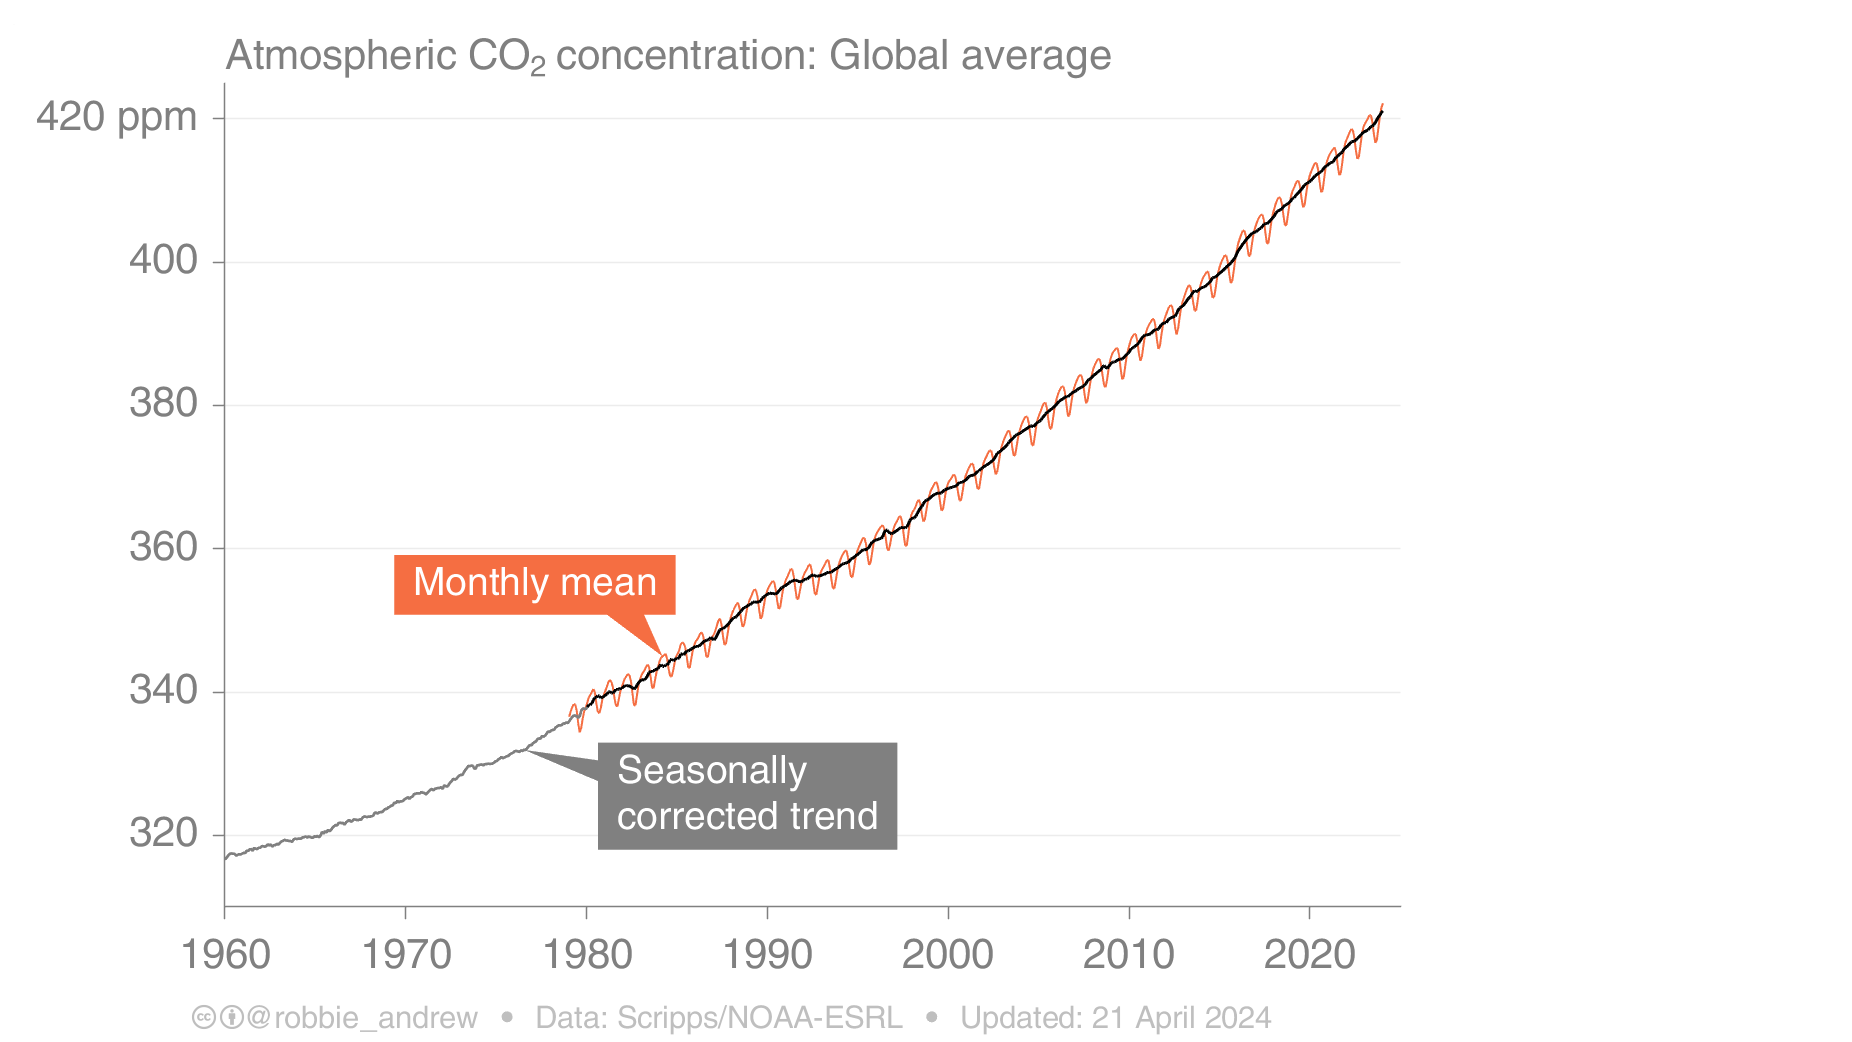 Atmospheric CO₂ concentration: Global average
420 ppm
400
380
360
340
320
Monthly mean
Seasonally
corrected trend
1960 1970 1980 1990 2000 2010 2020
@robbie_andrew • Data: Scripps/NOAA-ESRL • Updated: 21 April 2024